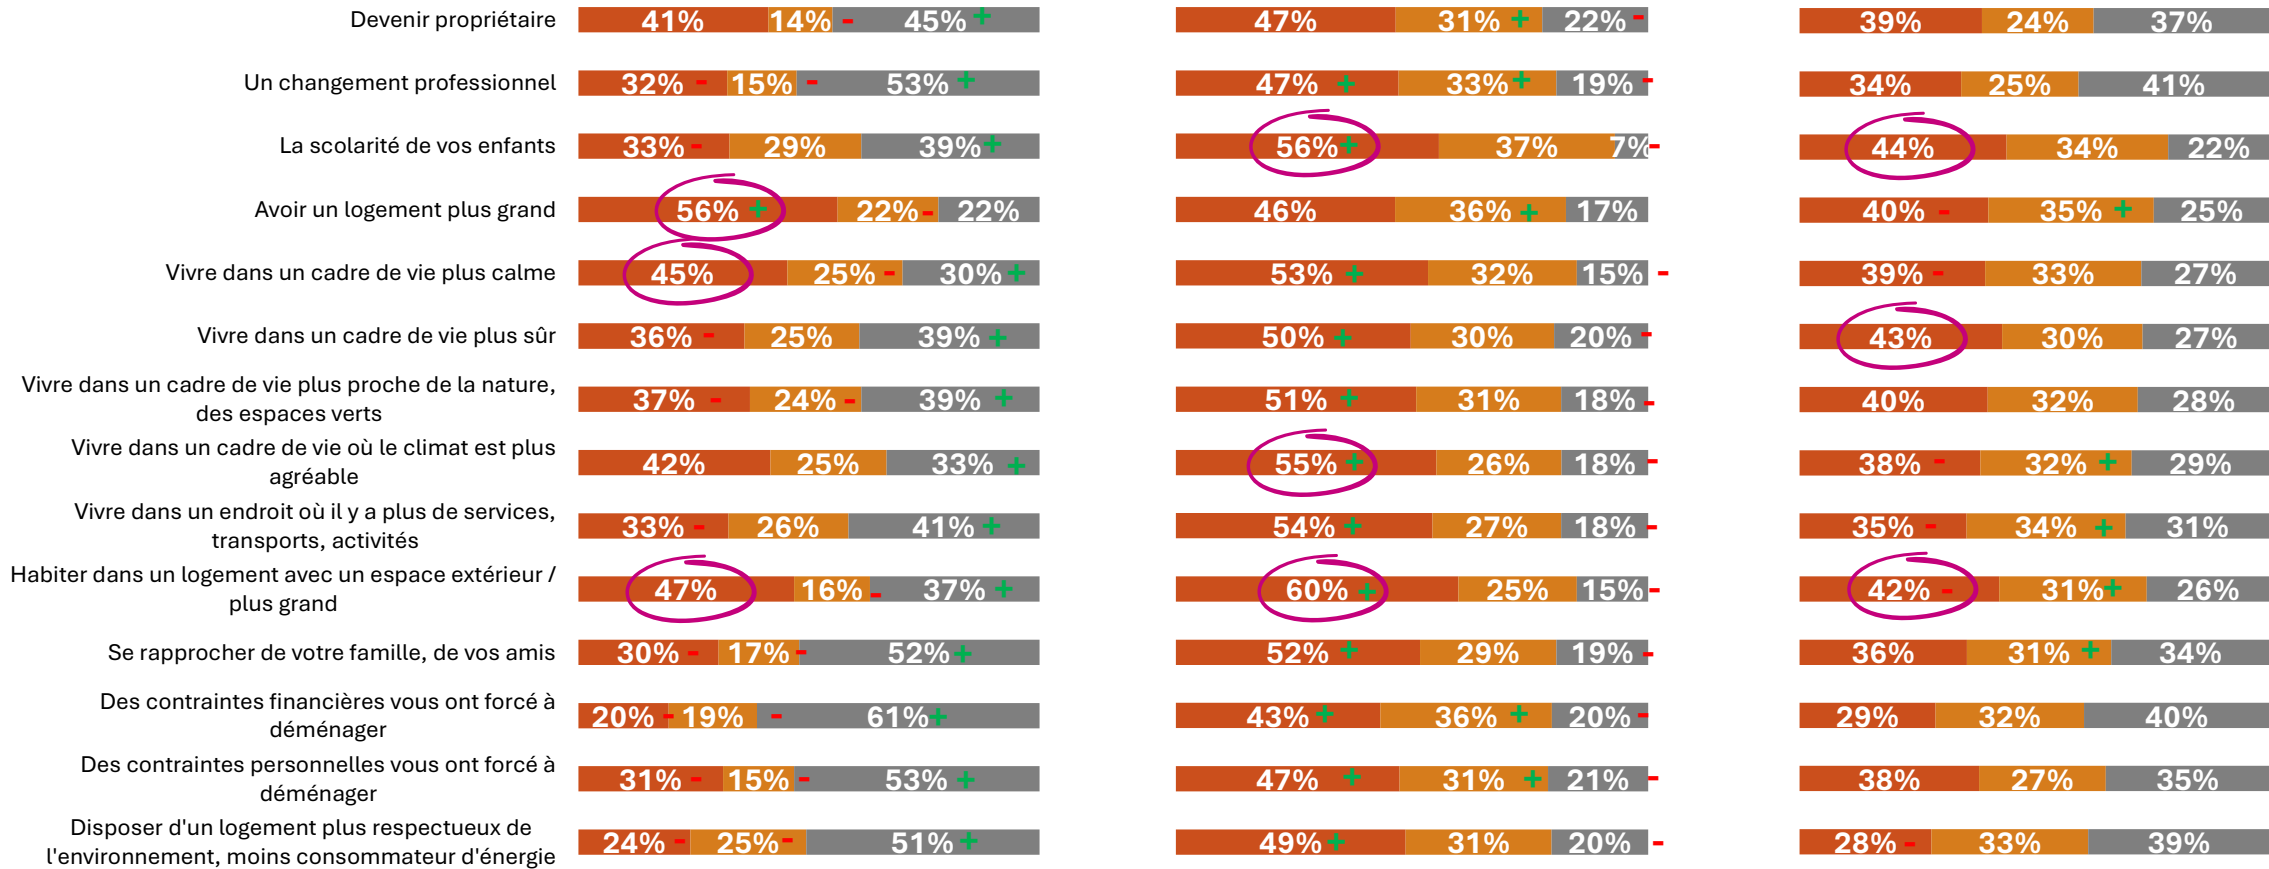 Devenir propriétaire 41% 14% - 45% + 47% 31% + 22% - 39% 24% 37%
Un changement professionnel 32% - 15% - 53% + 47% + 33% + 19% - 34% 25% 41%
La scolarité de vos enfants 33% - 29% 39% + 56% + 37% 7% - 44% 34% 22%
Avoir un logement plus grand 56% + 22% - 22% 46% 36% + 17% 40% - 35% + 25%
Vivre dans un cadre de vie plus calme 45% 25% - 30% + 53% + 32% 15% - 39% - 33% 27%
Vivre dans un cadre de vie plus sûr 36% - 25% 39% + 50% + 30% 20% - 43% 30% 27%
Vivre dans un cadre de vie plus proche de la nature,
des espaces verts 37% - 24% - 39% + 51% + 31% 18% - 40% 32% 28%
Vivre dans un cadre de vie où le climat est plus
agréable 42% 25% 33% + 55% + 26% 18% - 38% - 32% + 29%
Vivre dans un endroit où il y a plus de services,
transports, activités 33% - 26% 41% + 54% + 27% 18% - 35% - 34% + 31%
Habiter dans un logement avec un espace extérieur /
plus grand 47% 16% - 37% + 60% + 25% 15% - 42% - 31% + 26%
Se rapprocher de votre famille, de vos amis 30% - 17% - 52% + 52% + 29% 19% - 36% 31% + 34%
Des contraintes financières vous ont forcé à
déménager 20% - 19% - 61% + 43% + 36% + 20% - 29% 32% 40%
Des contraintes personnelles vous ont forcé à
déménager 31% - 15% - 53% + 47% + 31% + 21% - 38% 27% 35%
Disposer d'un logement plus respectueux de
l'environnement, moins consommateur d'énergie 24% - 25% - 51% + 49% + 31% 20% - 28% - 33% 39%